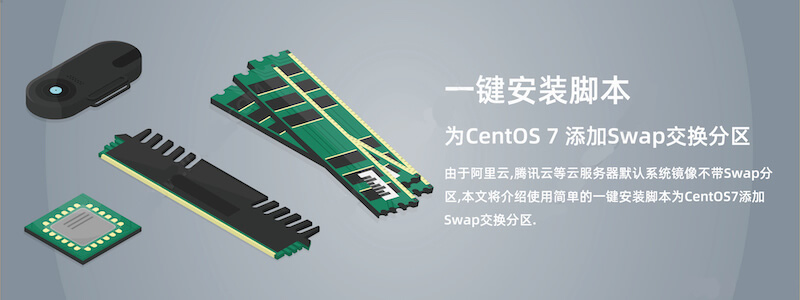 一键安装脚本
为CentOS 7 添加Swap交换分区
由于阿里云,腾讯云等云服务器默认系统镜像不带Swap分
区,本文将介绍使用简单的一键安装脚本为CentOS7添加
Swap交换分区.